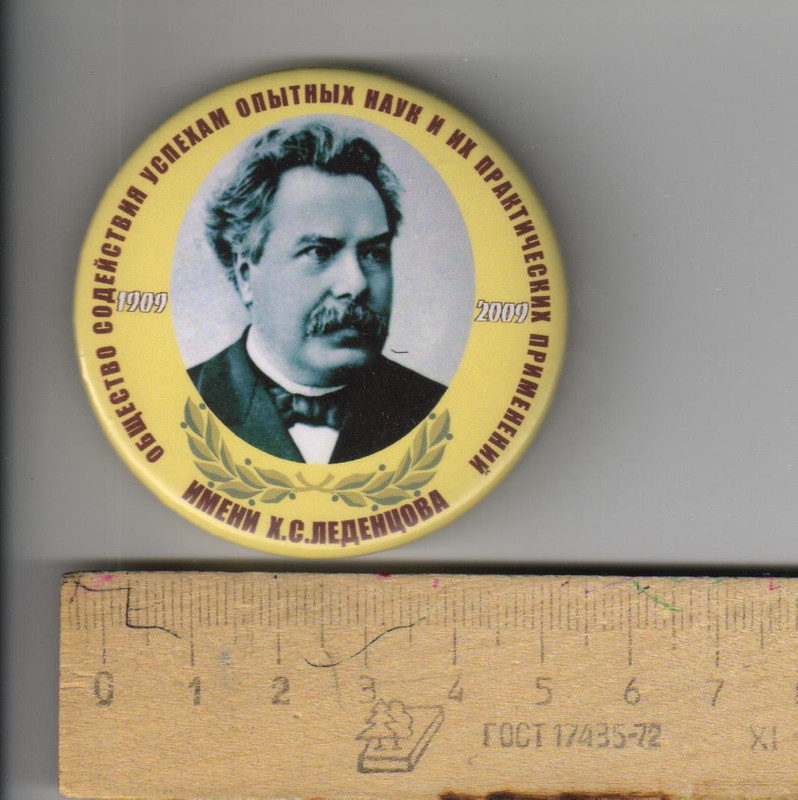 ОБЩЕСТВО СОДЕЙСТВИЯ УСПЕХАМ ОПЫТНЫХ НАУК И ИХ ПРАКТИЧЕСКИХ ПРИМЕНЕНИЙ
1909
2009
ИМЕНИ Х.С.ЛЕДЕНЦОВА
0 1 2 3 4 5 6 7 8
ГОСТ 17435-72 XI